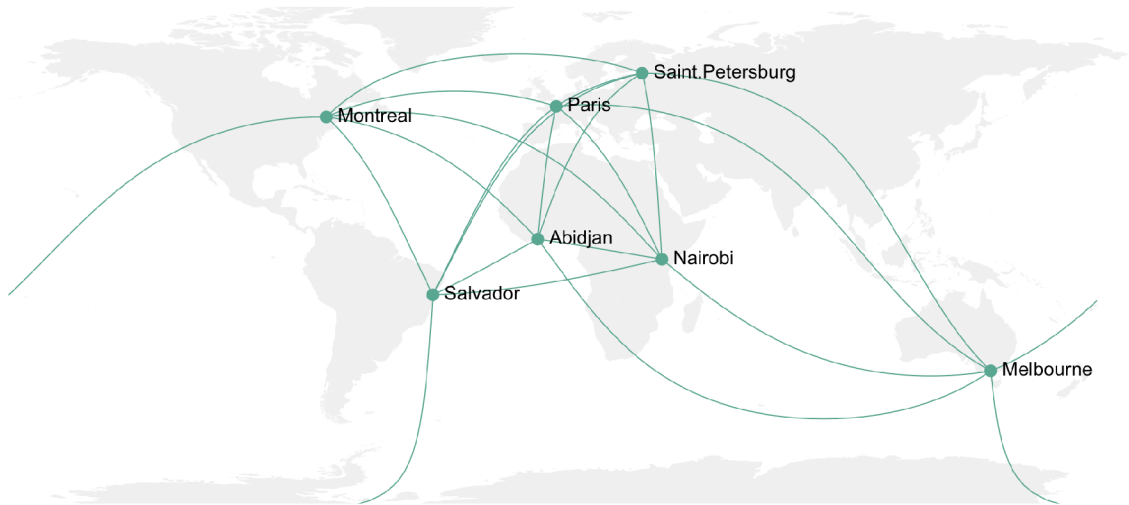 Saint.Petersburg
Paris
Montreal
Abidjan
Nairobi
Salvador
Melbourne